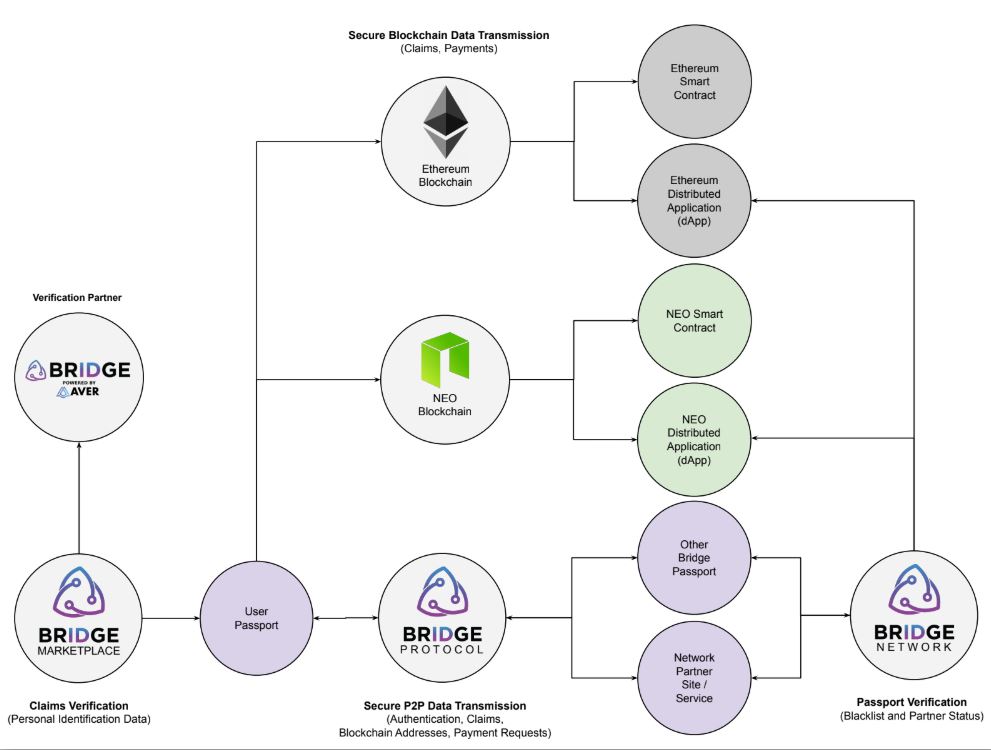 Secure Blockchain Data Transmission
(Claims, Payments)
Ethereum
Blockchain
Ethereum
Smart
Contract
Ethereum
Distributed
Application
(dApp)
Verification Partner
BRIDGE
POWERED BY
AVER
NEO
Blockchain
NEO Smart
Contract
NEO
Distributed
Application
(dApp)
BRIDGE
MARKETPLACE
Claims Verification
(Personal Identification Data)
User
Passport
BRIDGE
PROTOCOL
Secure P2P Data Transmission
(Authentication, Claims,
Blockchain Addresses, Payment Requests)
Other
Bridge
Passport
Network
Partner
Site /
Service
BRIDGE
NETWORK
Passport Verification
(Blacklist and Partner Status)